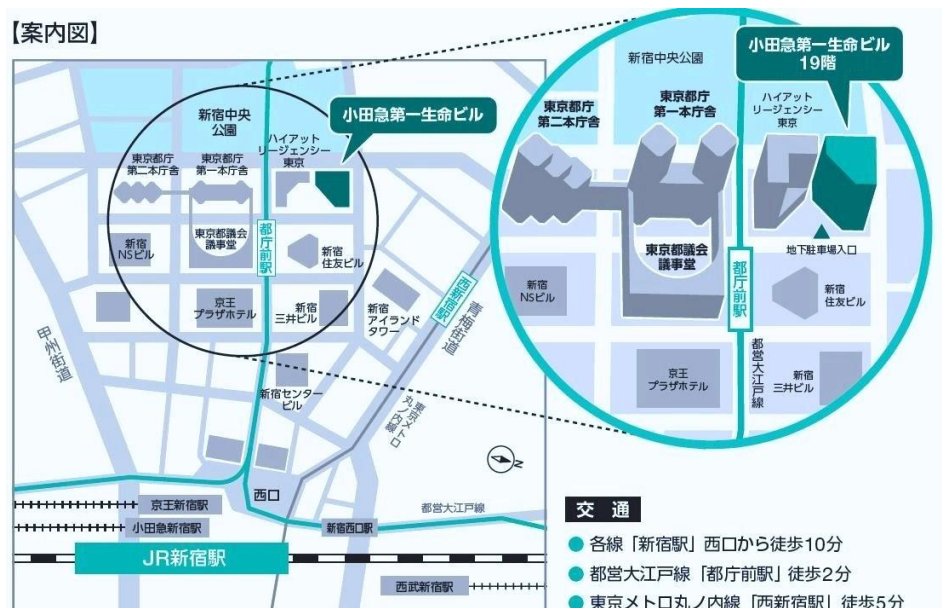 【案内図】
新宿中央
公園
小田急第一生命ビル
ハイアット
リージェンシー
東京
東京都庁
第二本庁舎
東京都庁
第一本庁舎
東京都議会
議事堂
都庁前駅
新宿
NSビル
新宿
住友ビル
京王
プラザホテル
新宿
三井ビル
新宿
アイランド
タワー
西新宿駅
青梅街道
甲州街道
新宿センター
ビル
東京メトロ
丸ノ内線
N
西口
京王新宿駅
小田急新宿駅
新宿西口駅
都営大江戸線
JR新宿駅
西武新宿駅
新宿中央公園
小田急第一生命ビル
19階
東京都庁
第二本庁舎
東京都庁
第一本庁舎
ハイアット
リージェンシー
東京
東京都議会
議事堂
地下駐車場入口
新宿
NSビル
都庁前駅
新宿
住友ビル
京王
プラザホテル
都営大江戸線
新宿
三井ビル
交通
●各線「新宿駅」西口から徒歩10分
●都営大江戸線「都庁前駅」徒歩2分
●東京メトロ丸ノ内線「西新宿駅」徒歩5分